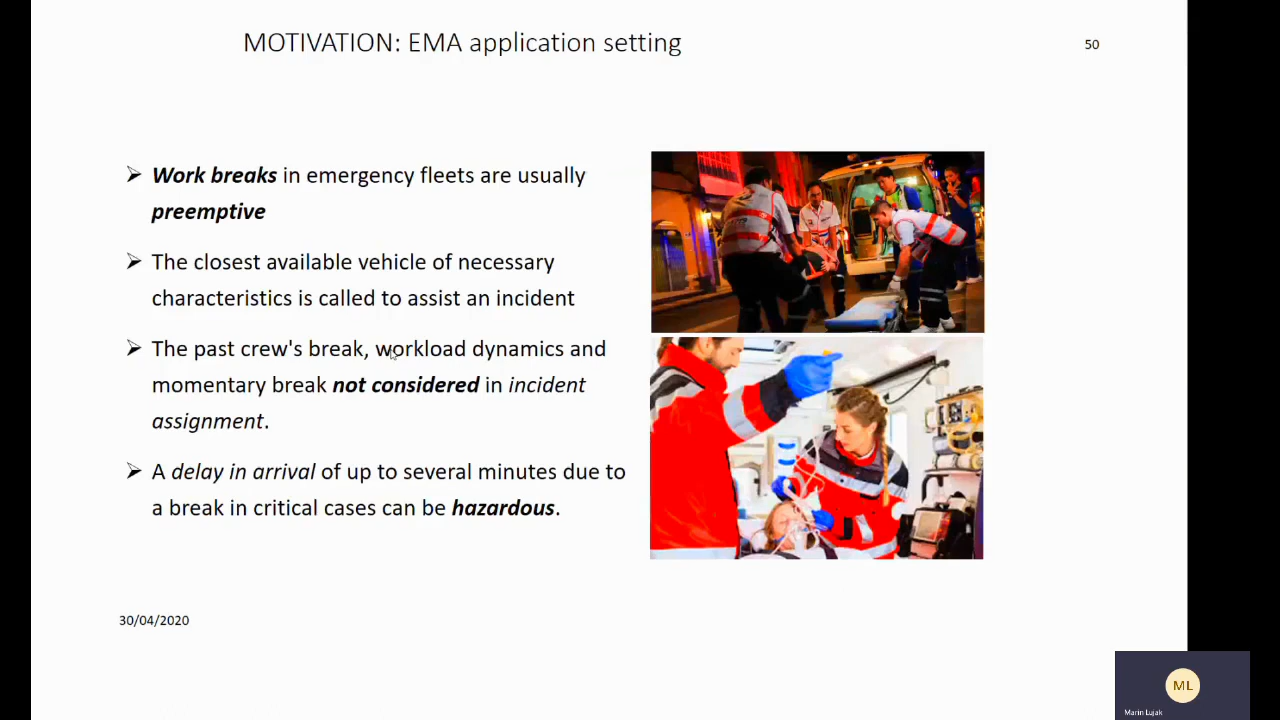 MOTIVATION: EMA application setting
50
Work breaks in emergency fleets are usually
preemptive
The closest available vehicle of necessary
characteristics is called to assist an incident
The past crew's break, workload dynamics and
momentary break not considered in incident
assignment.
A delay in arrival of up to several minutes due to
a break in critical cases can be hazardous.
30/04/2020
ML
Marin Lujak